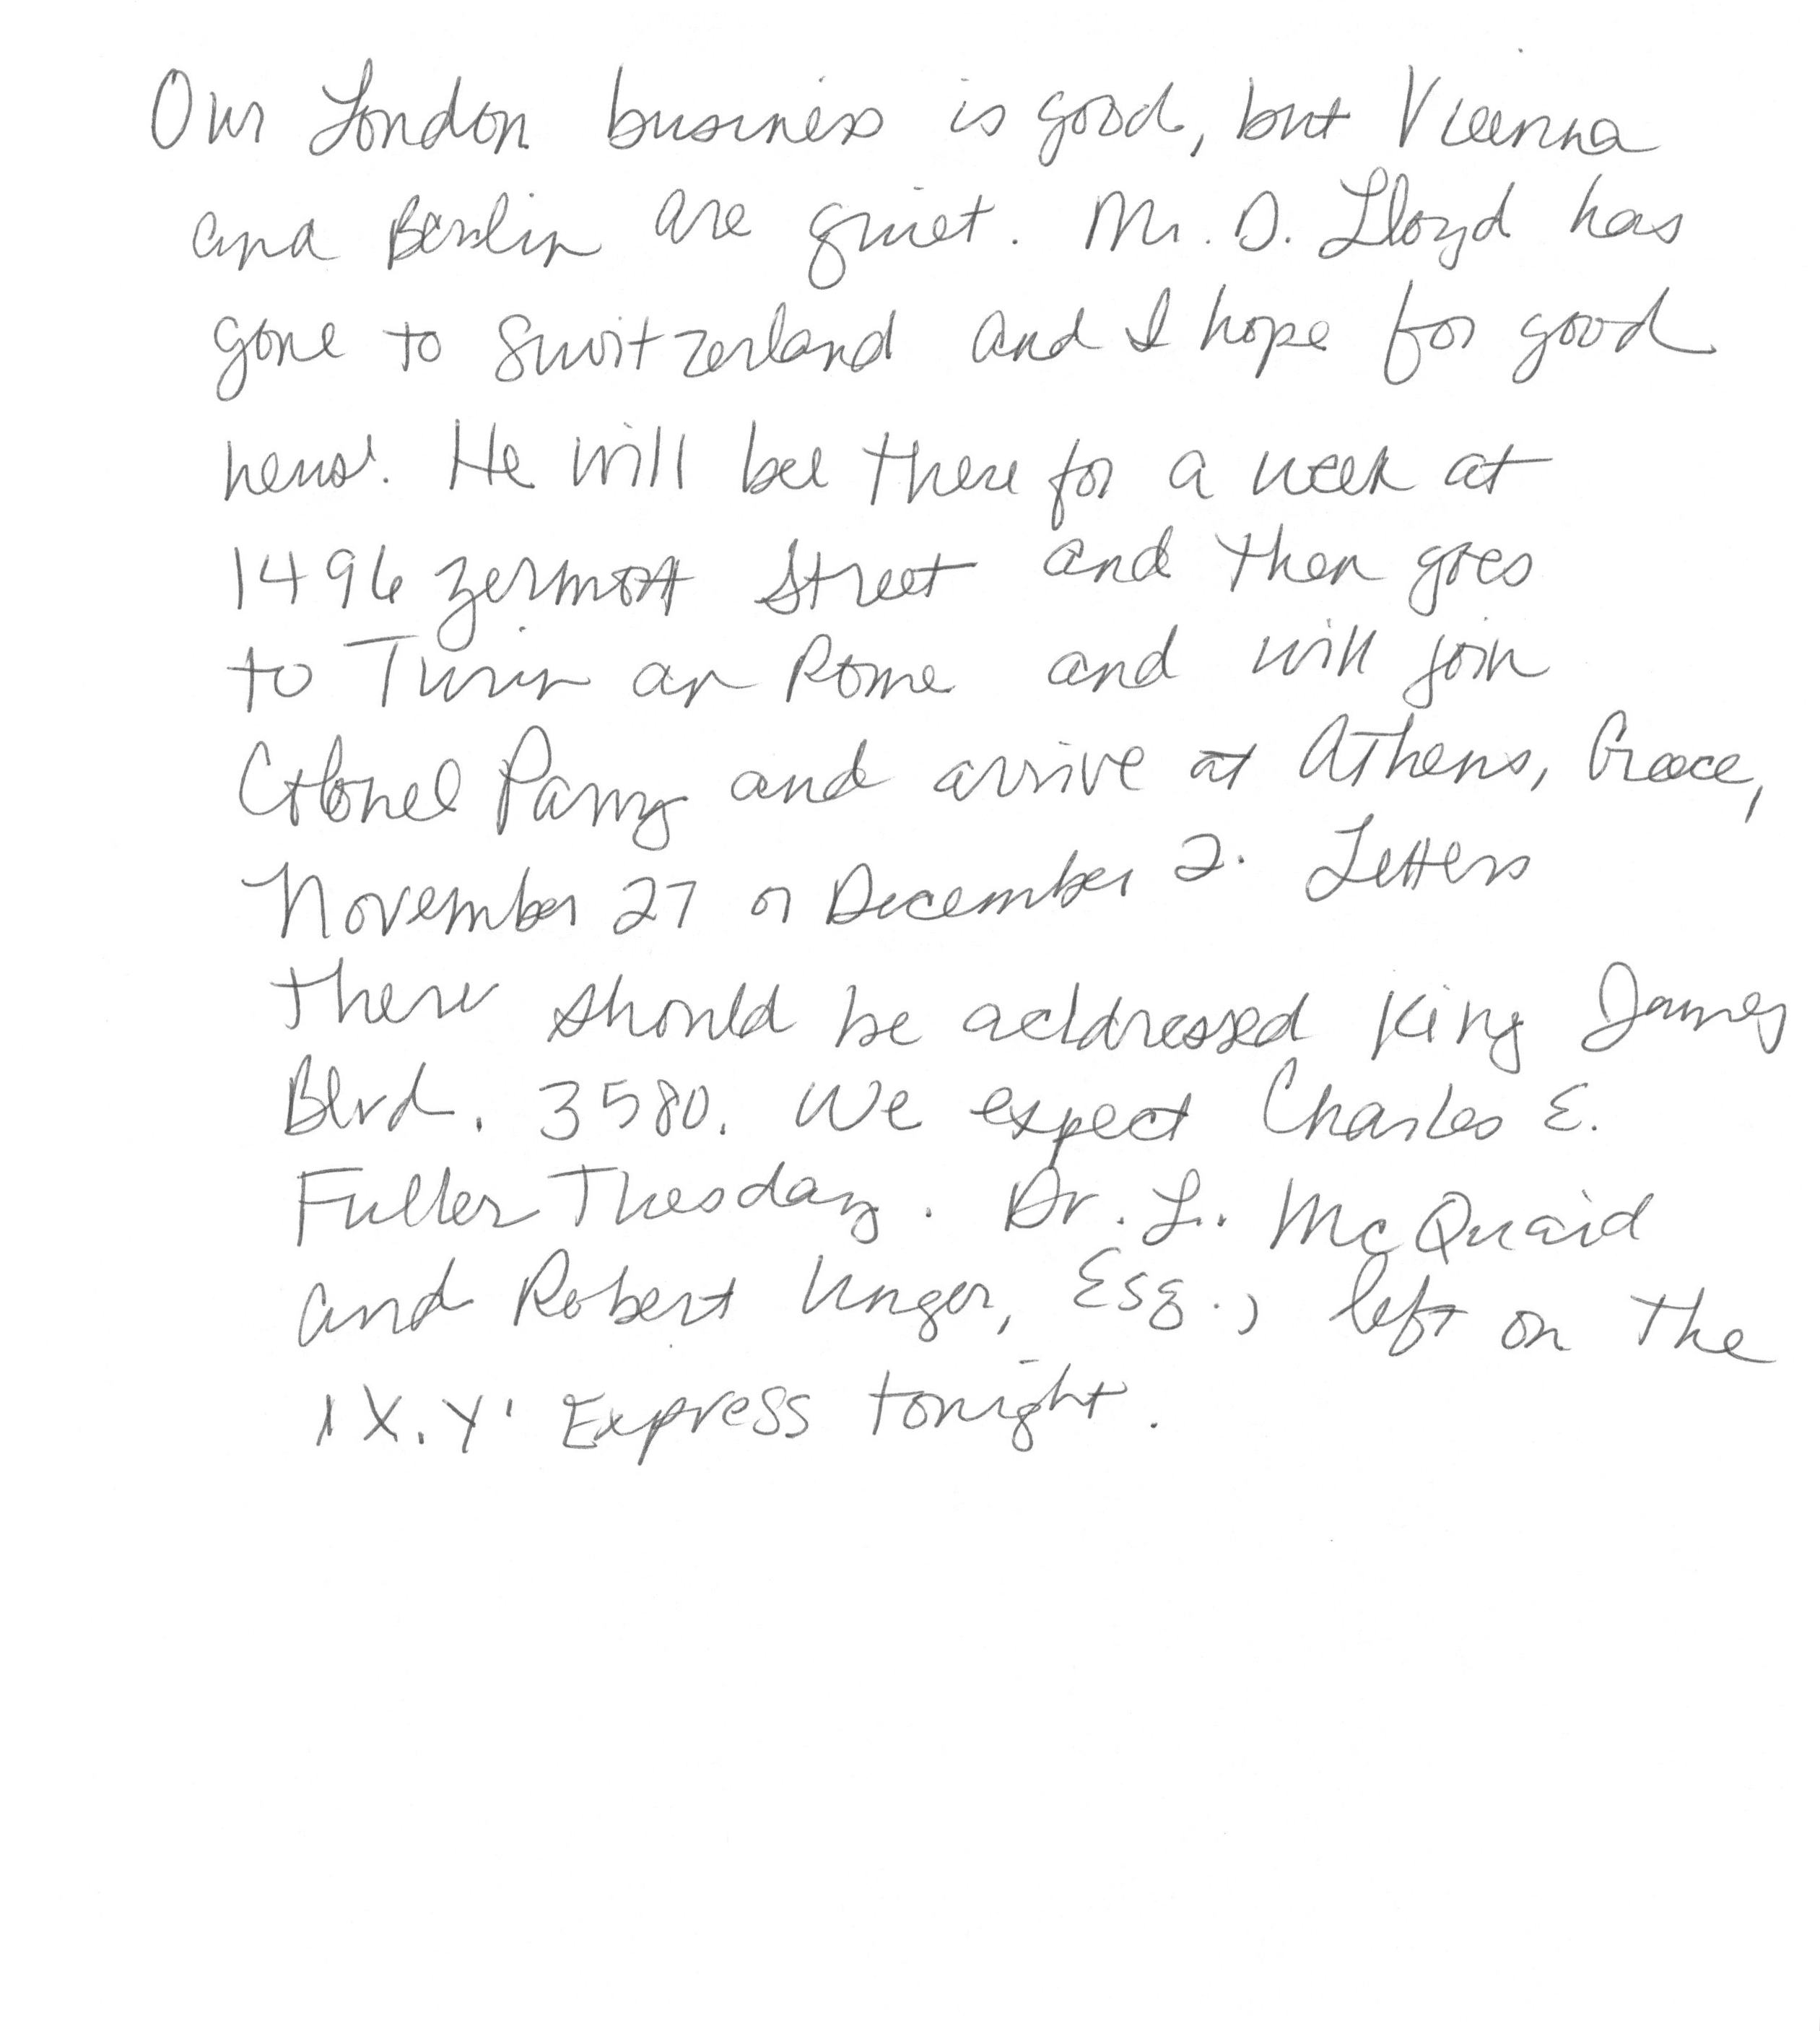 Our London business is good, but Vienna
and Berlin are quiet. Mr. D. Lloyd has
gone to Switzerland and I hope for good
news. He will be there for a week at
1496 Zermott Street and then goes
to Turin an Rome and will join
Colonel Parry and arrive at Athens, Greece,
November 27 or December 2. Letters
there should be addressed King James
Blvd. 3580. We expect Charles E.
Fuller Tuesday. Dr. L. McQuaid
and Robert Unger, Esq., left on the
'X.Y' Express tonight.